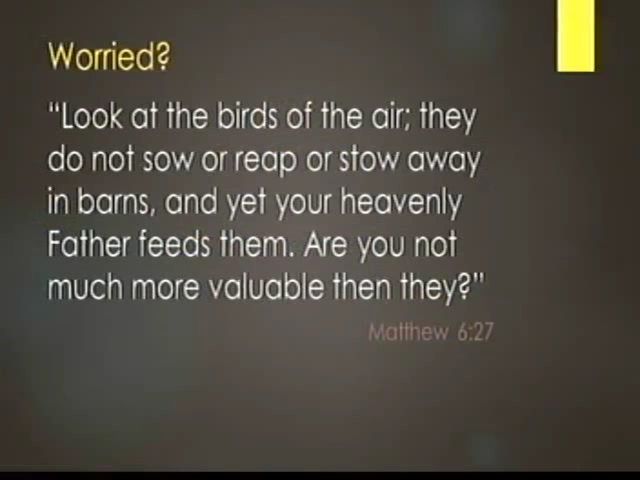 Worried?
“Look at the birds of the air; they
do not sow or reap or stow away
in barns, and yet your heavenly
Father feeds them. Are you not
much more valuable then they?”
Matthew 6:27